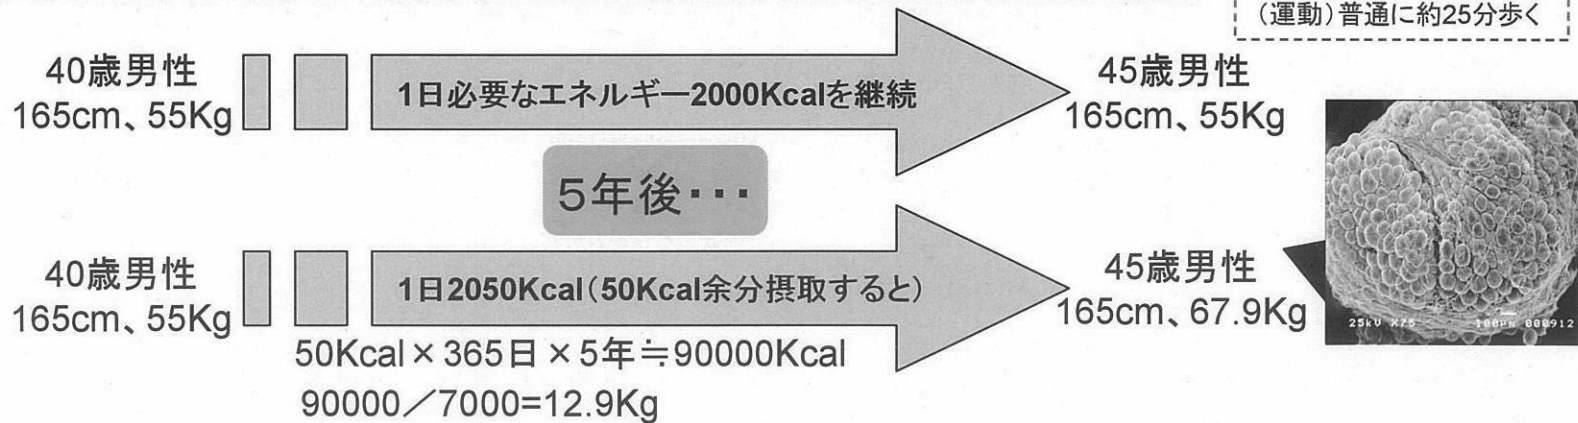 (運動)普通に約25分歩く
40歳男性
165cm、55Kg
1日必要なエネルギー2000Kcalを継続
45歳男性
165cm、55Kg
5年後・・・
40歳男性
165cm、55Kg
1日2050Kcal(50Kcal余分摂取すると)
45歳男性
165cm、67.9Kg
50Kcal×365日×5年≒90000Kcal
90000／7000=12.9Kg
25kV X75 100μm 000912